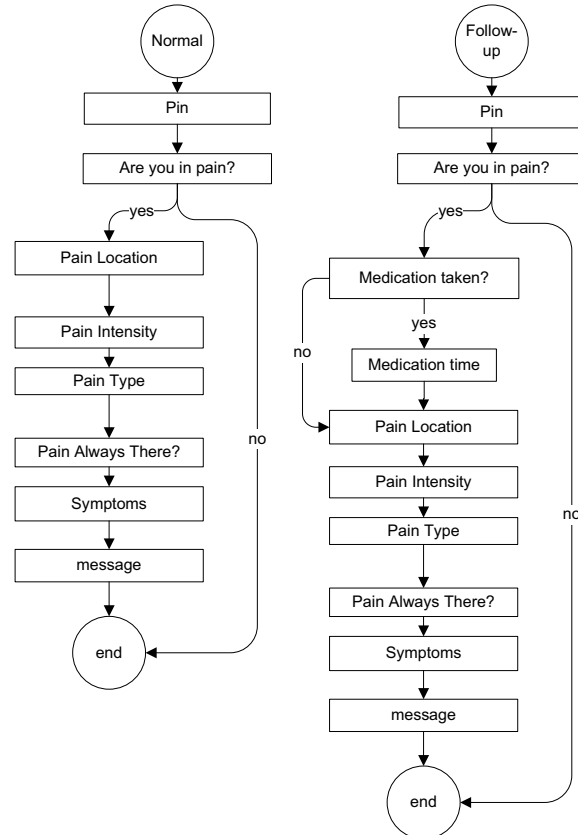 Normal
Pin
Are you in pain?
yes
Pain Location
Pain Intensity
Pain Type
no
Pain Always There?
Symptoms
message
end
Follow-
up
Pin
Are you in pain?
yes
Medication taken?
yes
no
Medication time
Pain Location
Pain Intensity
no
Pain Type
Pain Always There?
Symptoms
message
end